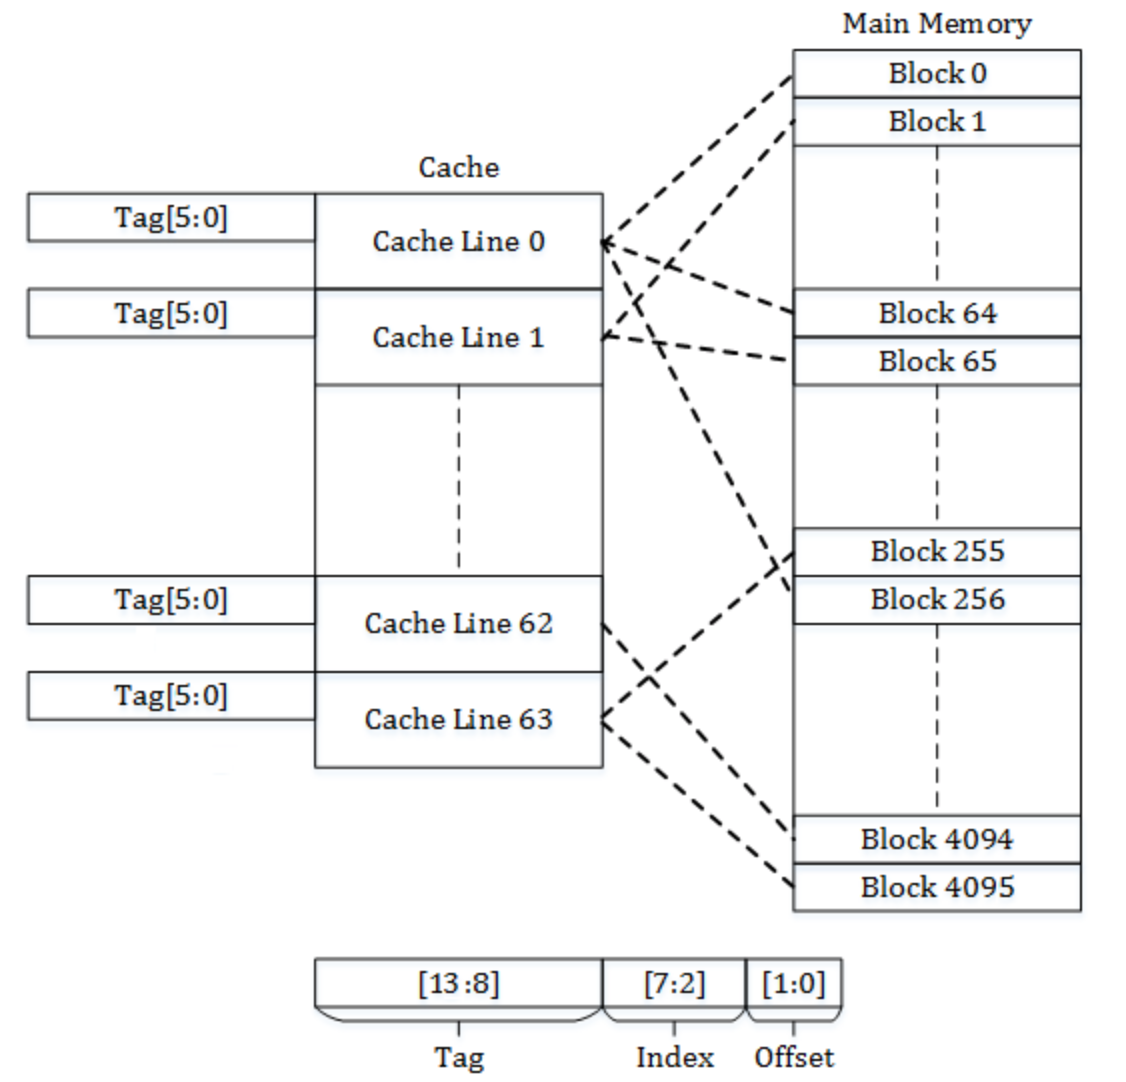 Main Memory
Block 0
Block 1
Cache
Tag[5:0]
Cache Line 0
Tag[5:0]
Cache Line 1
Block 64
Block 65
Block 255
Block 256
Tag[5:0]
Cache Line 62
Tag[5:0]
Cache Line 63
Block 4094
Block 4095
[13:8] [7:2] [1:0]
Tag Index Offset